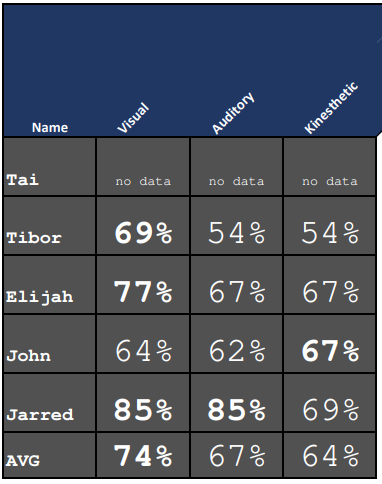 Name Visual Auditory Kinesthetic
Tai no data no data no data
Tibor 69% 54% 54%
Elijah 77% 67% 67%
John 64% 62% 67%
Jarred 85% 85% 69%
AVG 74% 67% 64%